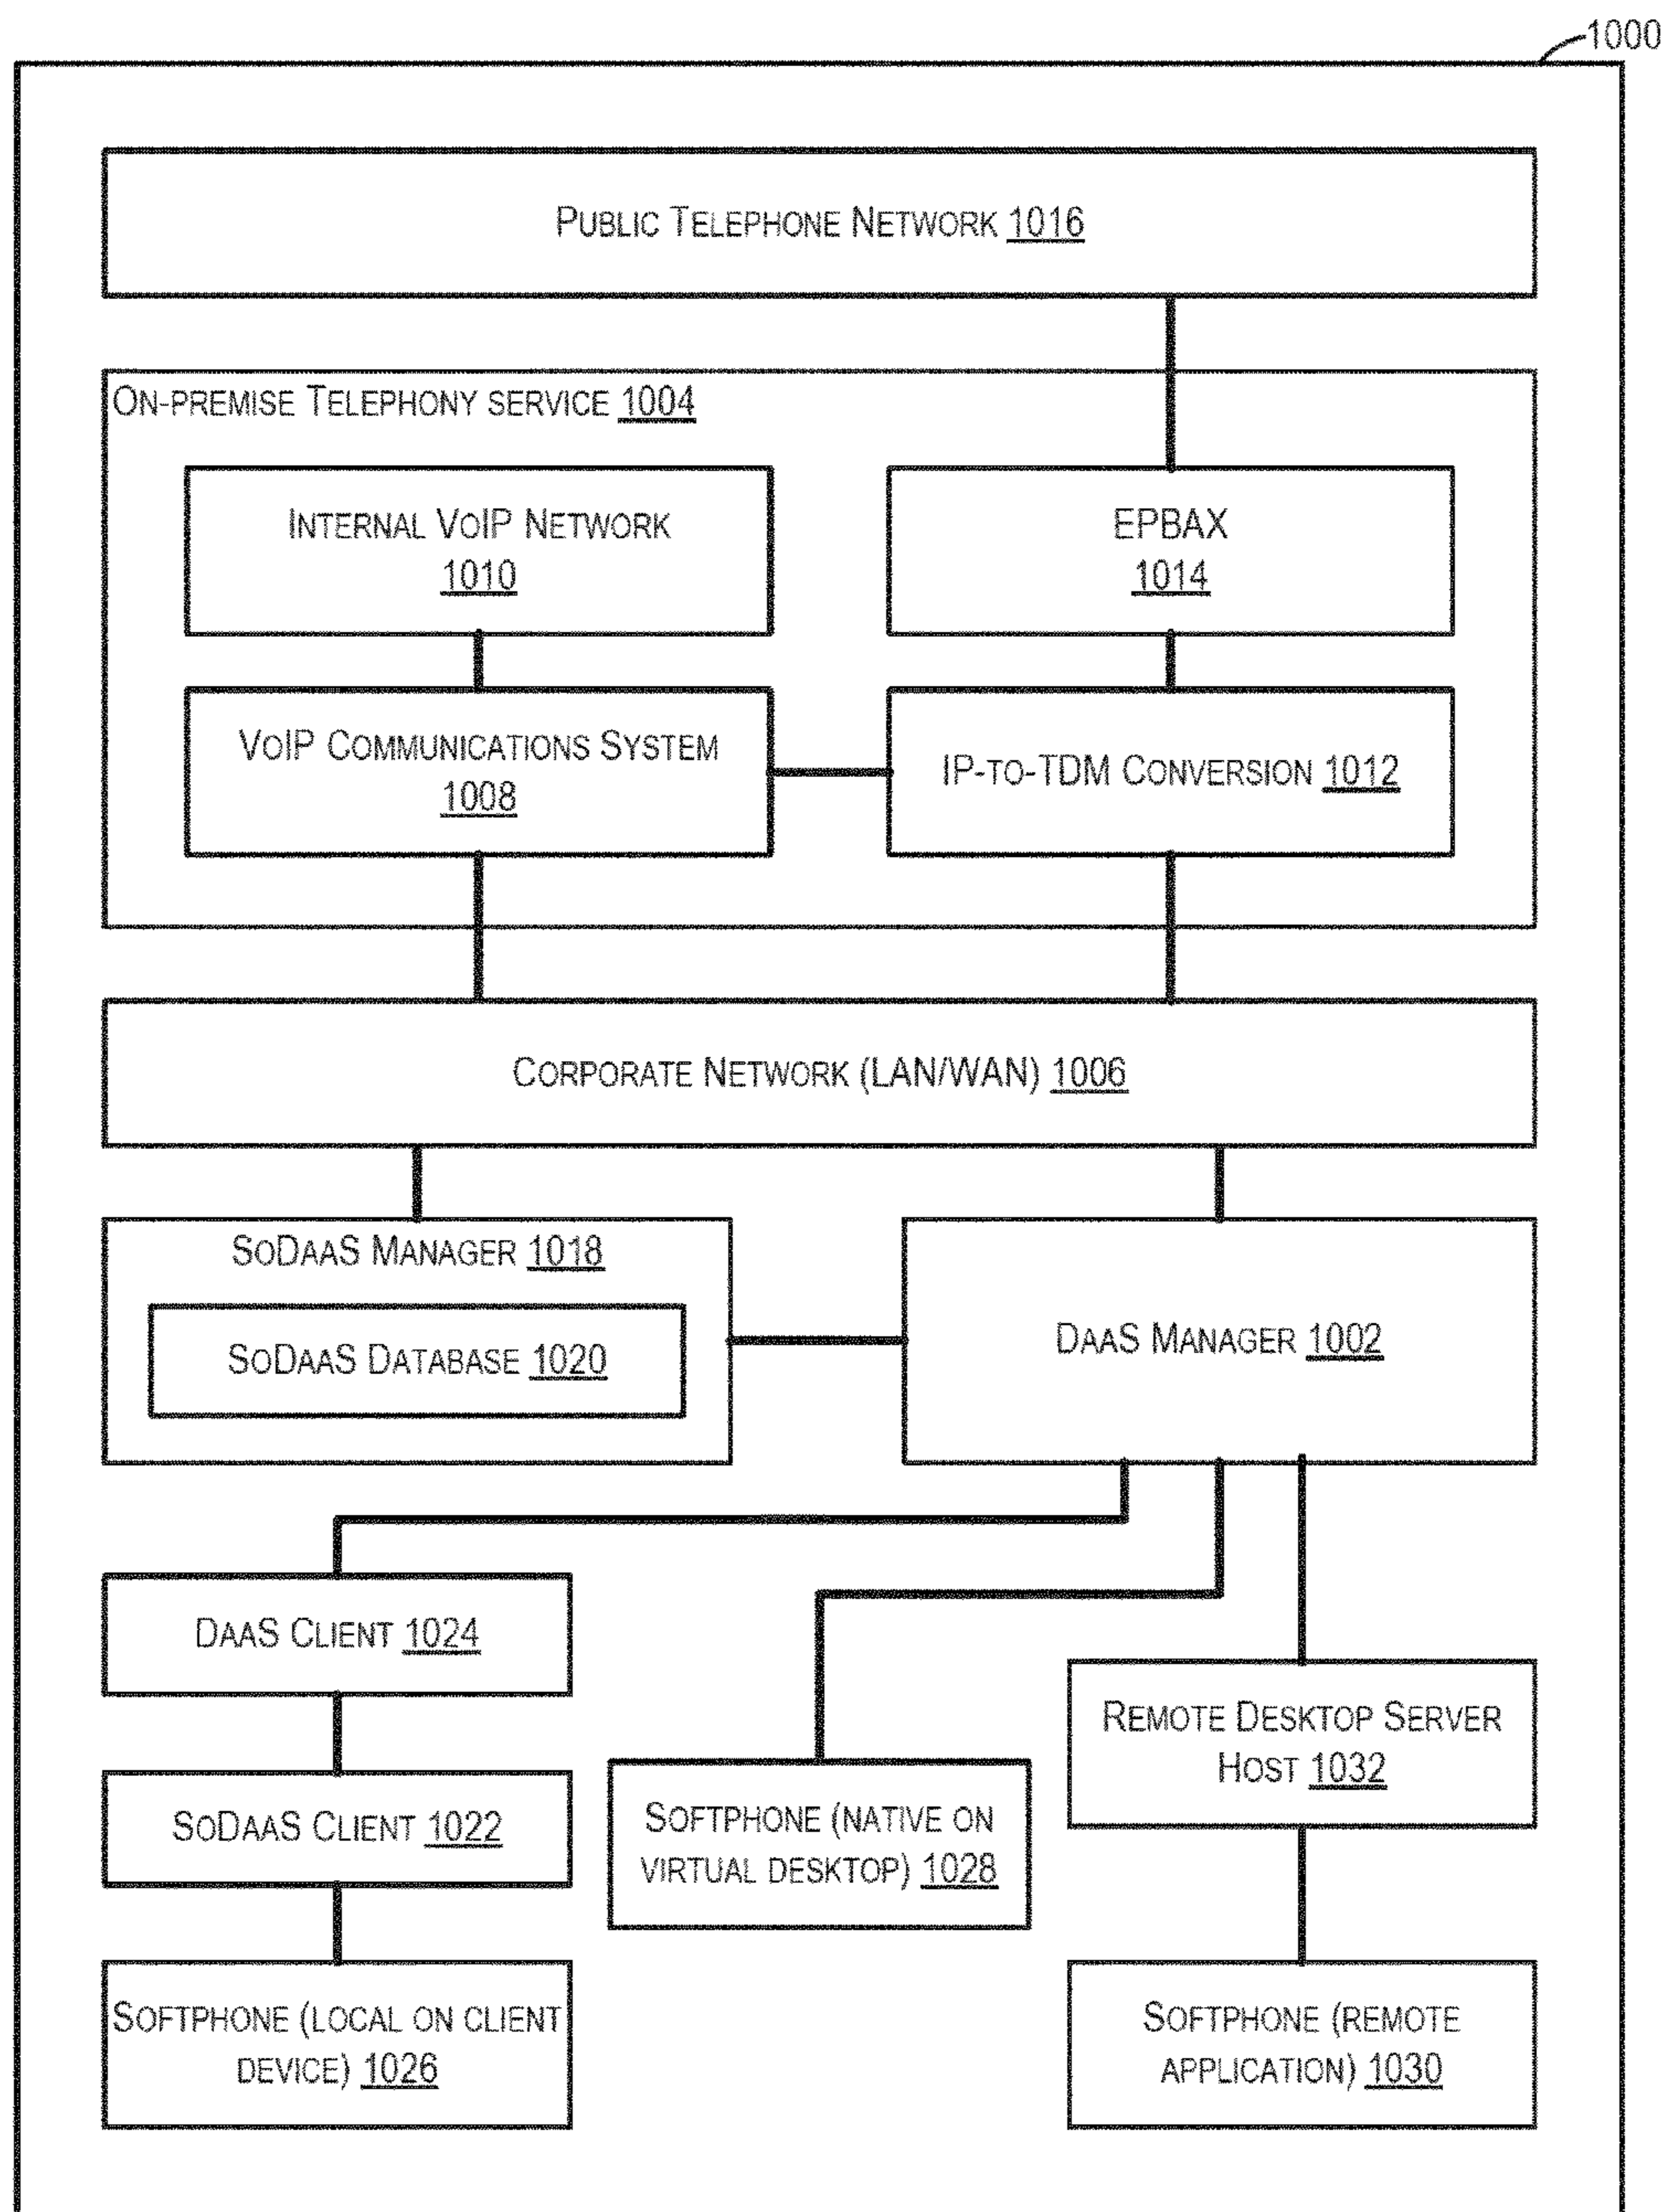 1000
Public Telephone Network 1016
On-premise Telephony service 1004
Internal VoIP Network
1010
EPBAX
1014
VoIP Communications System
1008
IP-to-TDM Conversion 1012
Corporate Network (LAN/WAN) 1006
SoDaaS Manager 1018
SoDaaS Database 1020
DaaS Manager 1002
DaaS Client 1024
SoDaaS Client 1022
Softphone (local on client
device) 1026
Softphone (native on
virtual desktop) 1028
Remote Desktop Server
Host 1032
Softphone (remote
application) 1030